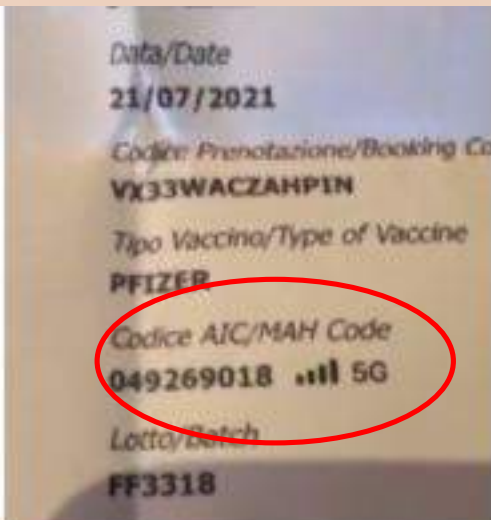 Data/Date
21/07/2021
Codice Prenotazione/Booking Co
VX33WACZAHPIN
Tipo Vaccino/Type of Vaccine
PFIZER
Codice AIC/MAH Code
049269018 5G
Lotto/Batch
FF3318